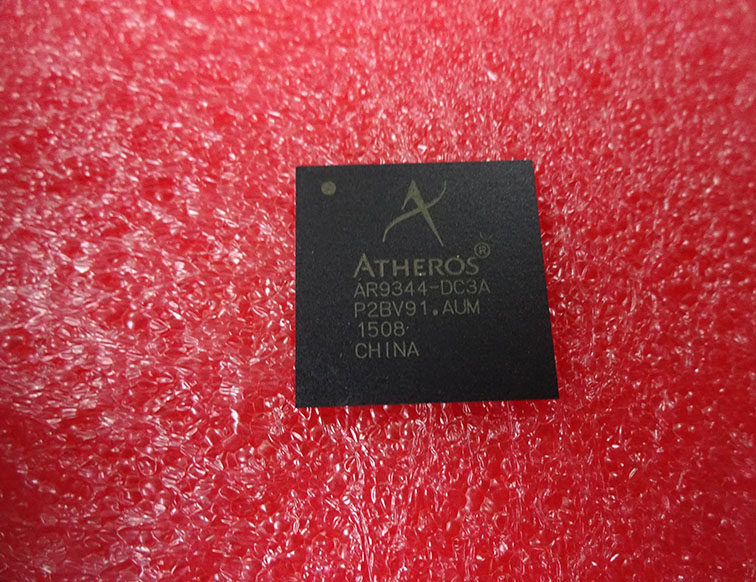 ATHEROS®
AR9344-DC3A
P2BV91.AUM
1508
CHINA